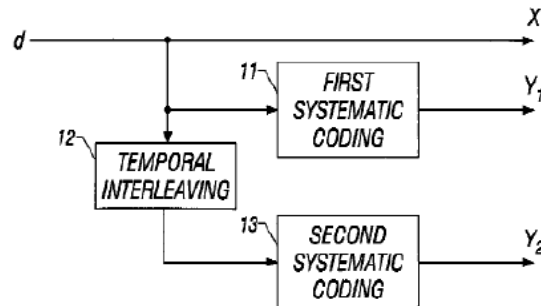 d
X
11
FIRST
SYSTEMATIC
CODING
Y1
12
TEMPORAL
INTERLEAVING
13
SECOND
SYSTEMATIC
CODING
Y2